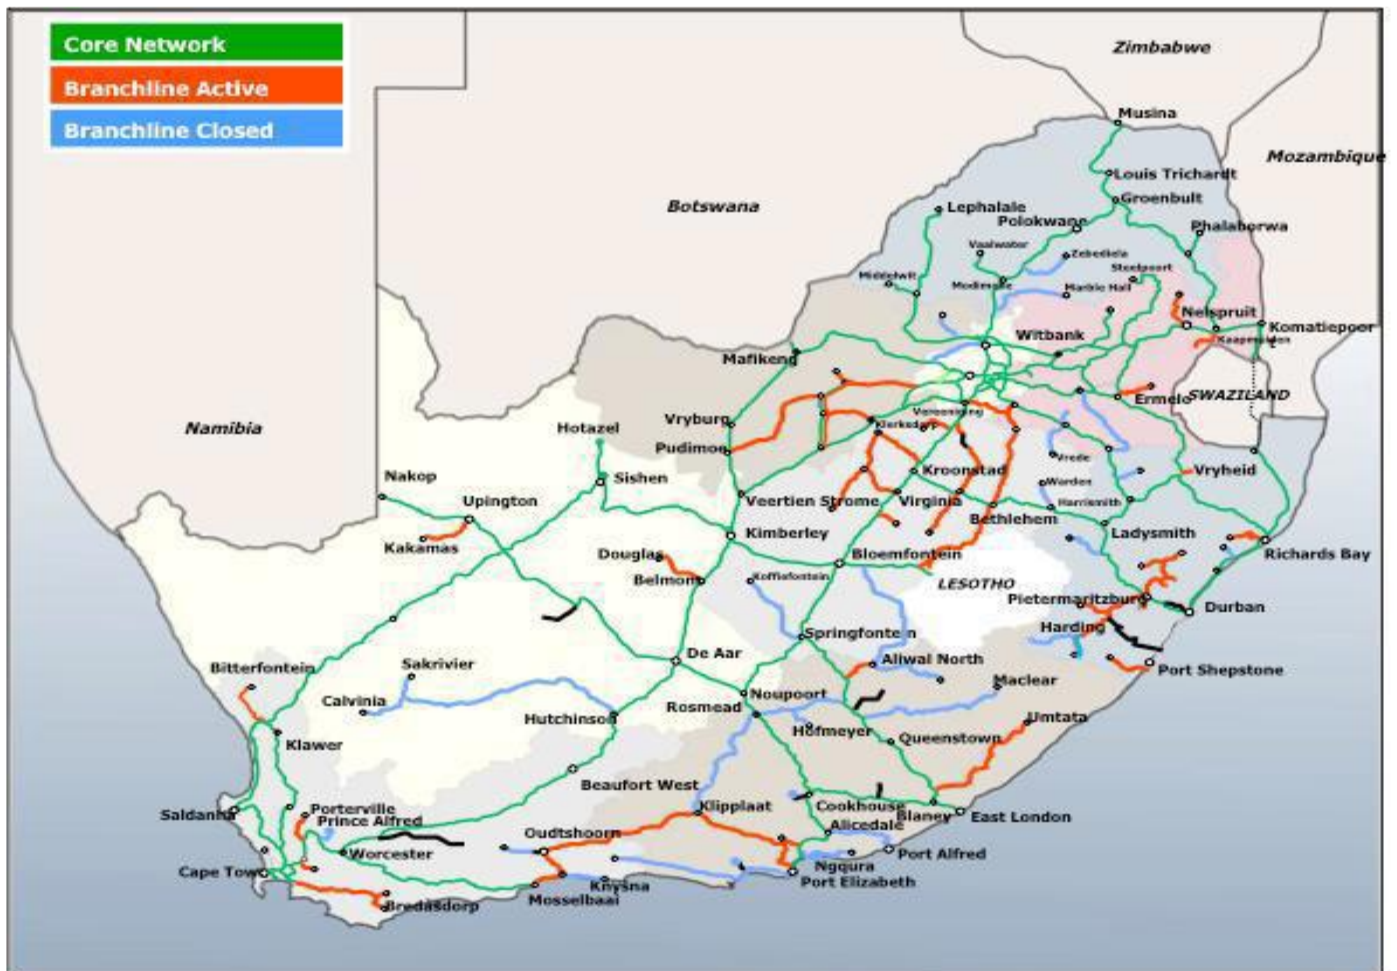 Core Network
Branchline Active
Branchline Closed
Zimbabwe
Musina
Mozambique
Louis Trichardt
Groenbult
Botswana
Lephalale
Polokwane
Phalaborwa
Vaalwater
Zebediela
Steelpoort
Middelwit
Modimolle
Marble Hall
Nelspruit
Witbank
Komatiepoor
t
Kaapmuiden
Mafikeng
Ermelo
SWAZILAND
Vereeniging
Vryburg
Klerksdorp
Namibia
Hotazel
Pudimoe
Vrede
Nakop
Sishen
Kroonstad
Vryheid
Warden
Upington
Veertien Strome
Virginia
Harrismith
Bethlehem
Kimberley
Ladysmith
Kakamas
Douglas
Bloemfontein
Richards Bay
Belmont
Koffiefontein
LESOTHO
Pietermaritzburg
Durban
Harding
Springfontein
De Aar
Aliwal North
Port Shepstone
Bitterfontein
Sakrivier
Maclear
Noupoort
Calvinia
Rosmead
Hutchinson
Umtata
Hofmeyer
Queenstown
Klawer
Beaufort West
Saldanha
Porterville
Klipplaat
Cookhouse
Prince Alfred
Blaney
East London
Oudtshoorn
Alicedale
Worcester
Port Alfred
Cape Town
Ngqura
Knysna
Port Elizabeth
Mosselbaai
Bredasdorp